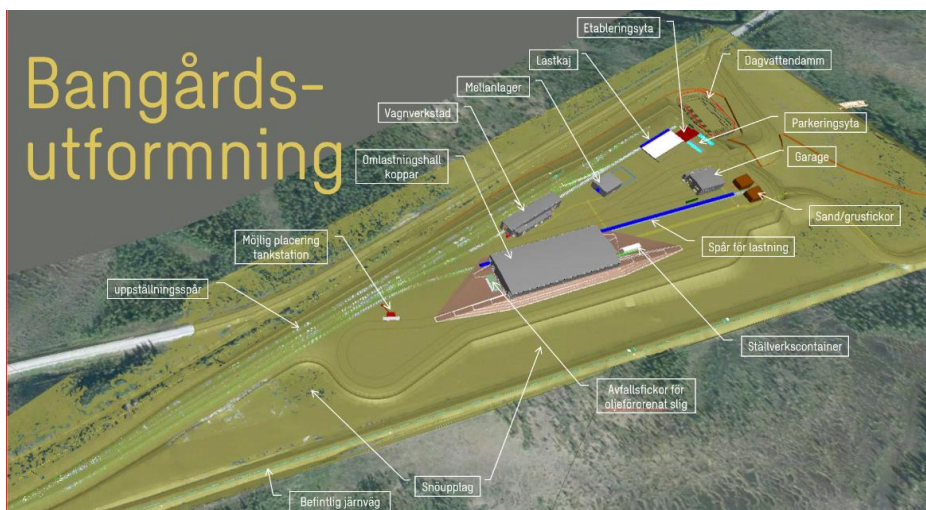 Bangårds-
utformning
Etableringsyta
Lastkaj
Dagvattendamm
Mellanlager
Vagnverkstad
Parkeringsyta
Omlastningshall
koppar
Garage
Sand/grusfickor
Möjlig placering
tankstation
Spår för lastning
uppställningsspår
Ställverkscontainer
Avfallsfickor för
oljeförorenat slig
Snöupplag
Befintlig järnväg